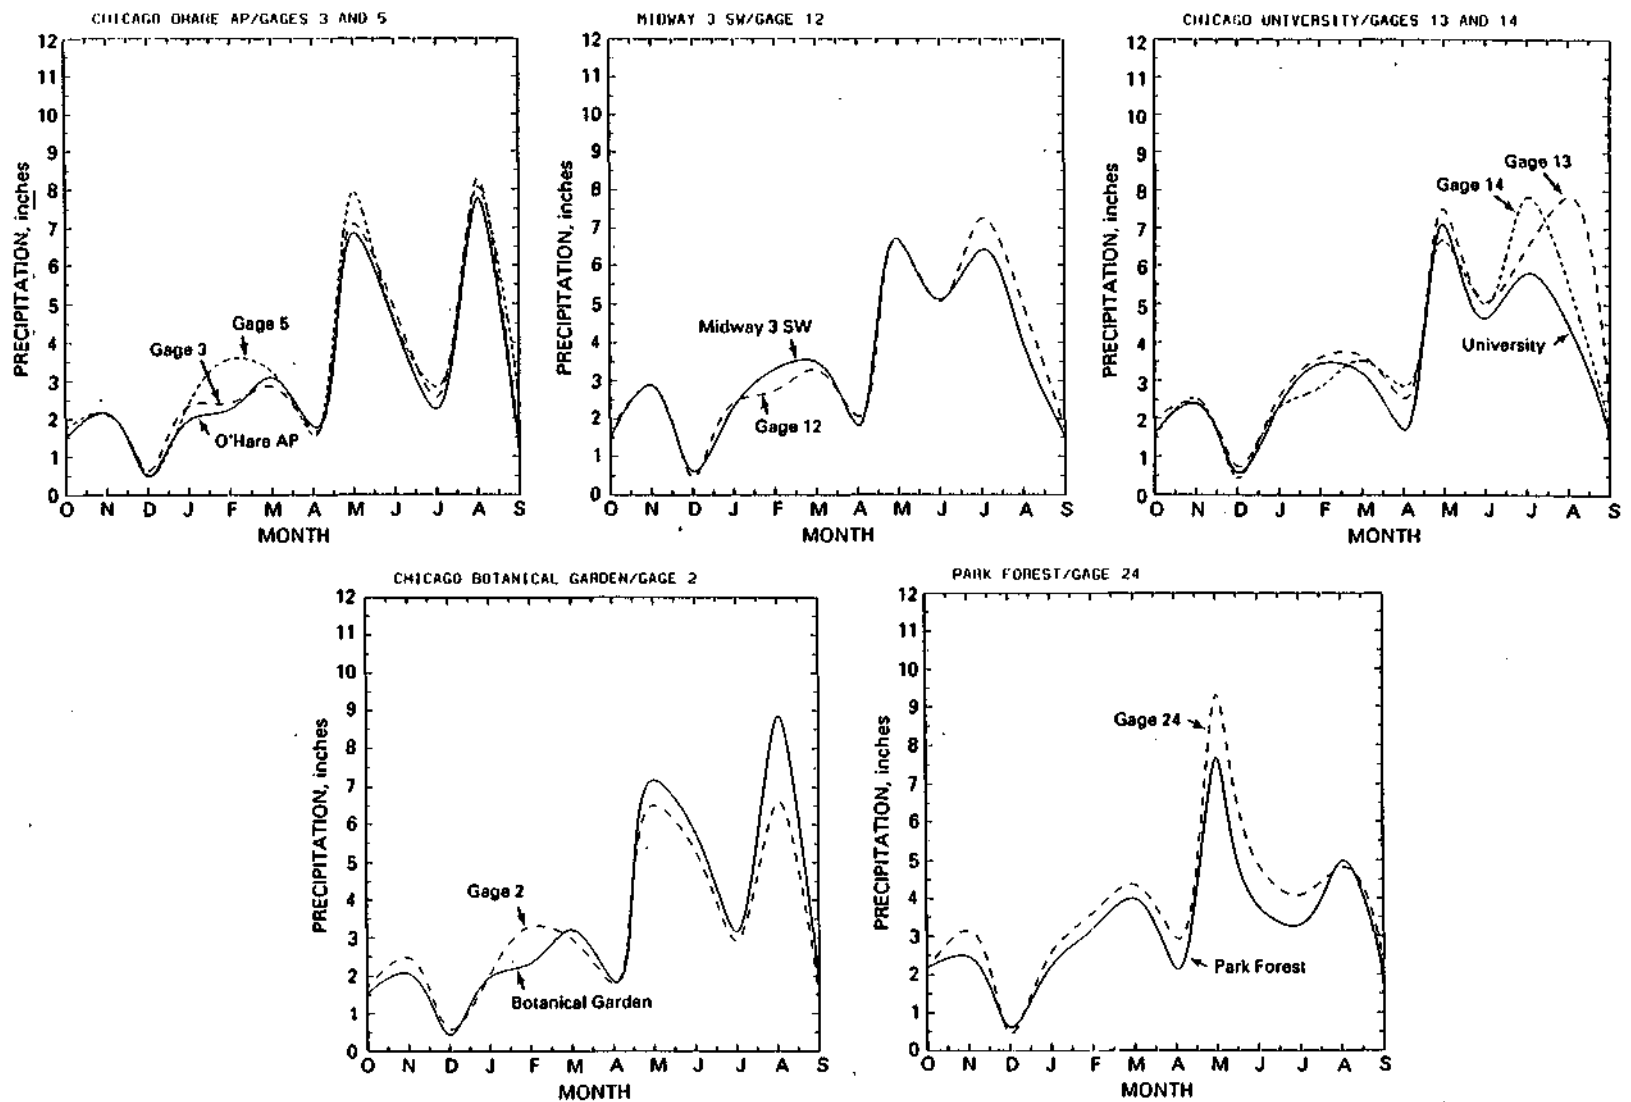 CHICAGO OHARE AP/GAGES 3 AND 5
MIDWAY 3 SW/GAGE 12
CHICAGO UNIVERSITY/GAGES 13 AND 14
12
11
10
9
8
7
6
5
4
3
2
1
0
PRECIPITATION, inches
Gage 5
Gage 3
O'Hare AP
O N D J F M A M J J A S
MONTH
12
11
10
9
8
7
6
5
4
3
2
1
0
PRECIPITATION, inches
Midway 3 SW
Gage 12
O N D J F M A M J J A S
MONTH
12
11
10
9
8
7
6
5
4
3
2
1
0
PRECIPITATION, inches
Gage 13
Gage 14
University
O N D J F M A M J J A S
MONTH
CHICAGO BOTANICAL GARDEN/GAGE 2
PARK FOREST/GAGE 24
12
11
10
9
8
7
6
5
4
3
2
1
0
PRECIPITATION, inches
Gage 2
Botanical Garden
O N D J F M A M J J A S
MONTH
12
11
10
9
8
7
6
5
4
3
2
1
0
PRECIPITATION, inches
Gage 24
Park Forest
O N D J F M A M J J A S
MONTH